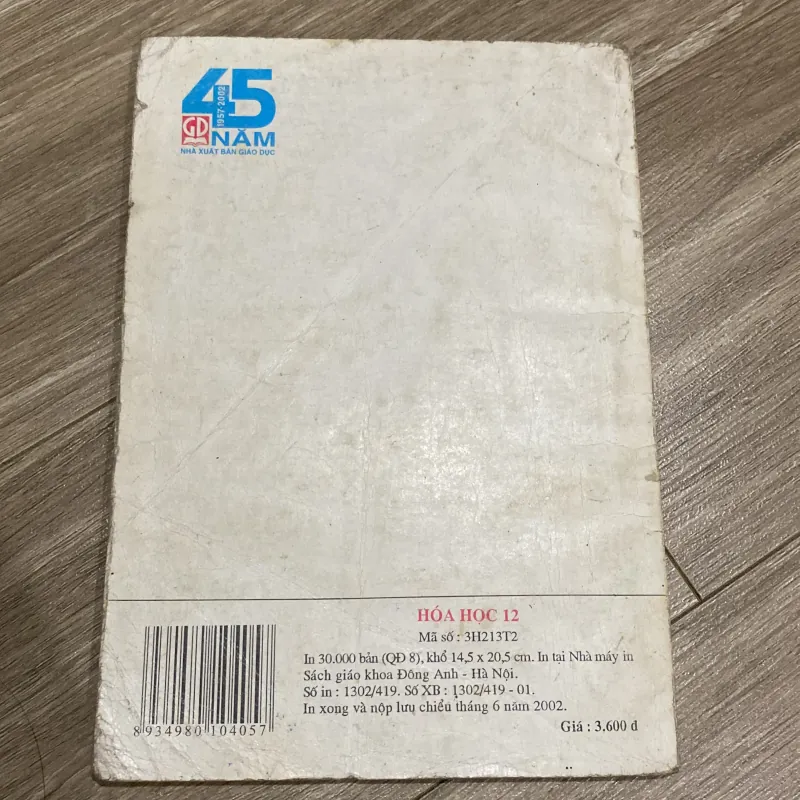 45
1957-2002
GD
NĂM
NHÀ XUẤT BẢN GIÁO DỤC
HÓA HỌC 12
Mã số : 3H213T2
In 30.000 bản (QĐ 8), khổ 14,5 x 20,5 cm. In tại Nhà máy in
Sách giáo khoa Đông Anh - Hà Nội.
Số in : 1302/419. Số XB : 1302/419 - 01.
In xong và nộp lưu chiểu tháng 6 năm 2002.
Giá : 3.600 đ
8 934980 104057